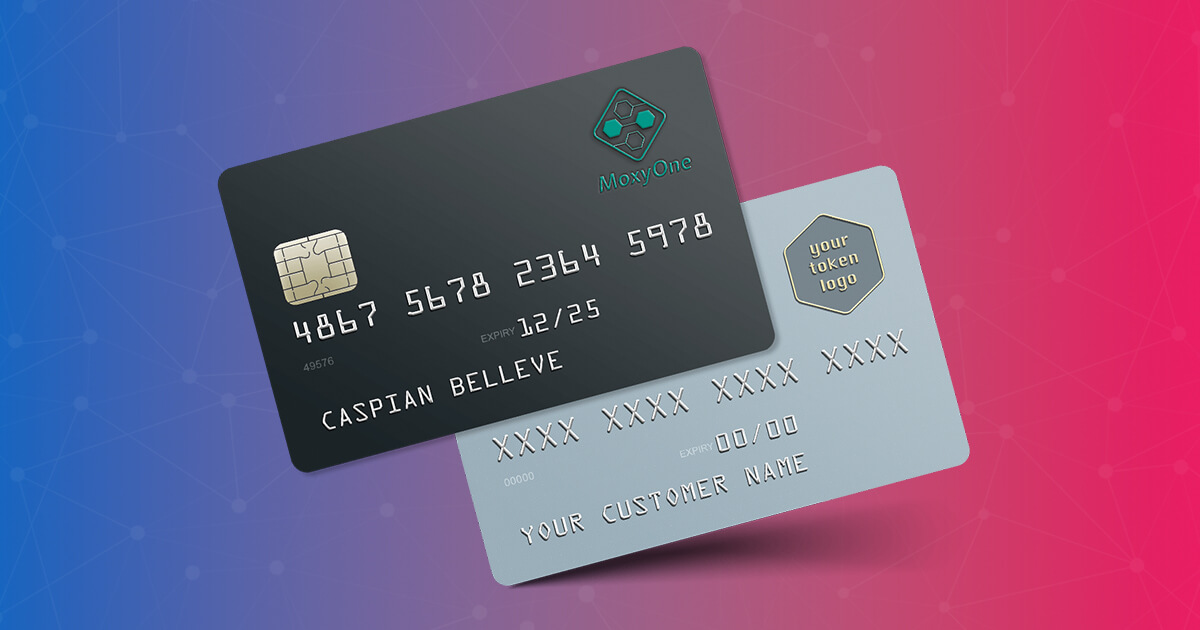 MoxyOne
4867 5678 2364 5978
49576
EXPIRY 12/25
CASPIAN BELLEVE
your
token
logo
XXXX XXXX XXXX XXXX
00000
EXPIRY 00/00
YOUR CUSTOMER NAME